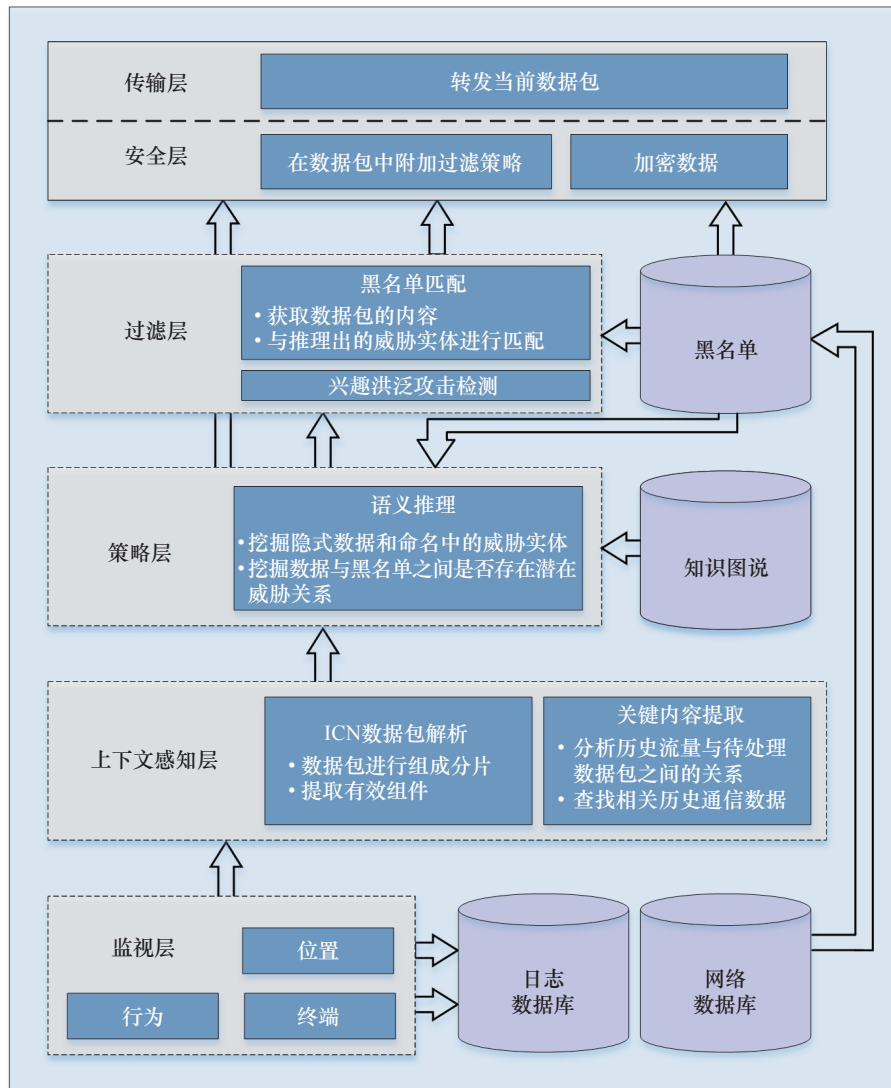 传输层
转发当前数据包
安全层
在数据包中附加过滤策略
加密数据
过滤层
黑名单匹配
• 获取数据包的内容
• 与推理出的威胁实体进行匹配
兴趣洪泛攻击检测
黑名单
策略层
语义推理
• 挖掘隐式数据和命名中的威胁实体
• 挖掘数据与黑名单之间是否存在潜在
威胁关系
知识图说
上下文感知层
ICN数据包解析
• 数据包进行组成分片
• 提取有效组件
关键内容提取
• 分析历史流量与待处理
数据包之间的关系
• 查找相关历史通信数据
监视层
位置
行为
终端
日志
数据库
网络
数据库